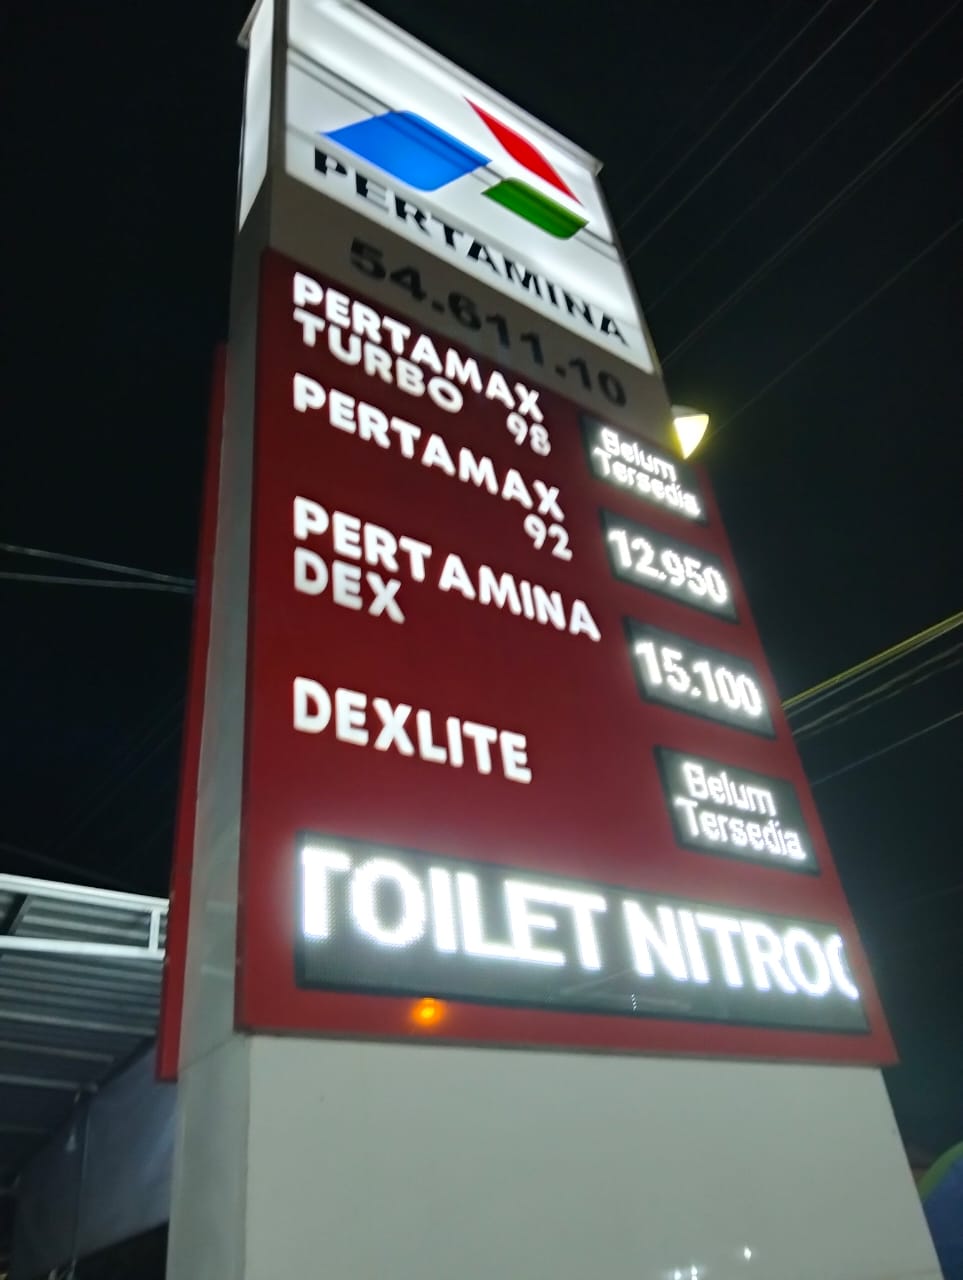 PERTAMINA
54.611.10
PERTAMAX
TURBO 98
Belum
Tersedia
PERTAMAX
92
12.950
PERTAMINA
DEX
15.100
DEXLITE
Belum
Tersedia
TOILET NITROG